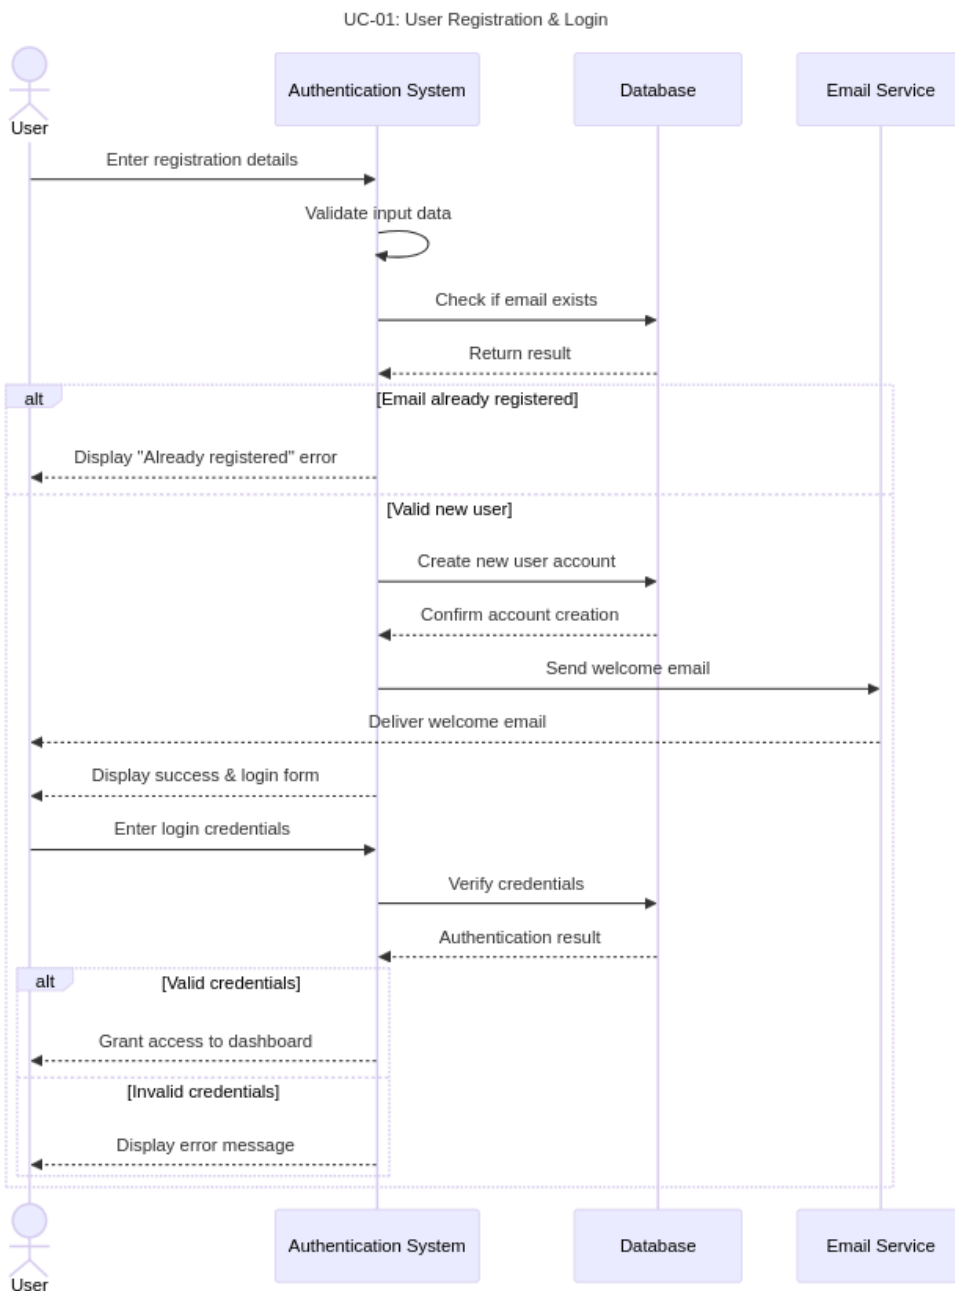 UC-01: User Registration & Login
User
Authentication System
Database
Email Service
Enter registration details
Validate input data
Check if email exists
Return result
alt
[Email already registered]
Display "Already registered" error
[Valid new user]
Create new user account
Confirm account creation
Send welcome email
Deliver welcome email
Display success & login form
Enter login credentials
Verify credentials
Authentication result
alt
[Valid credentials]
Grant access to dashboard
[Invalid credentials]
Display error message
User
Authentication System
Database
Email Service